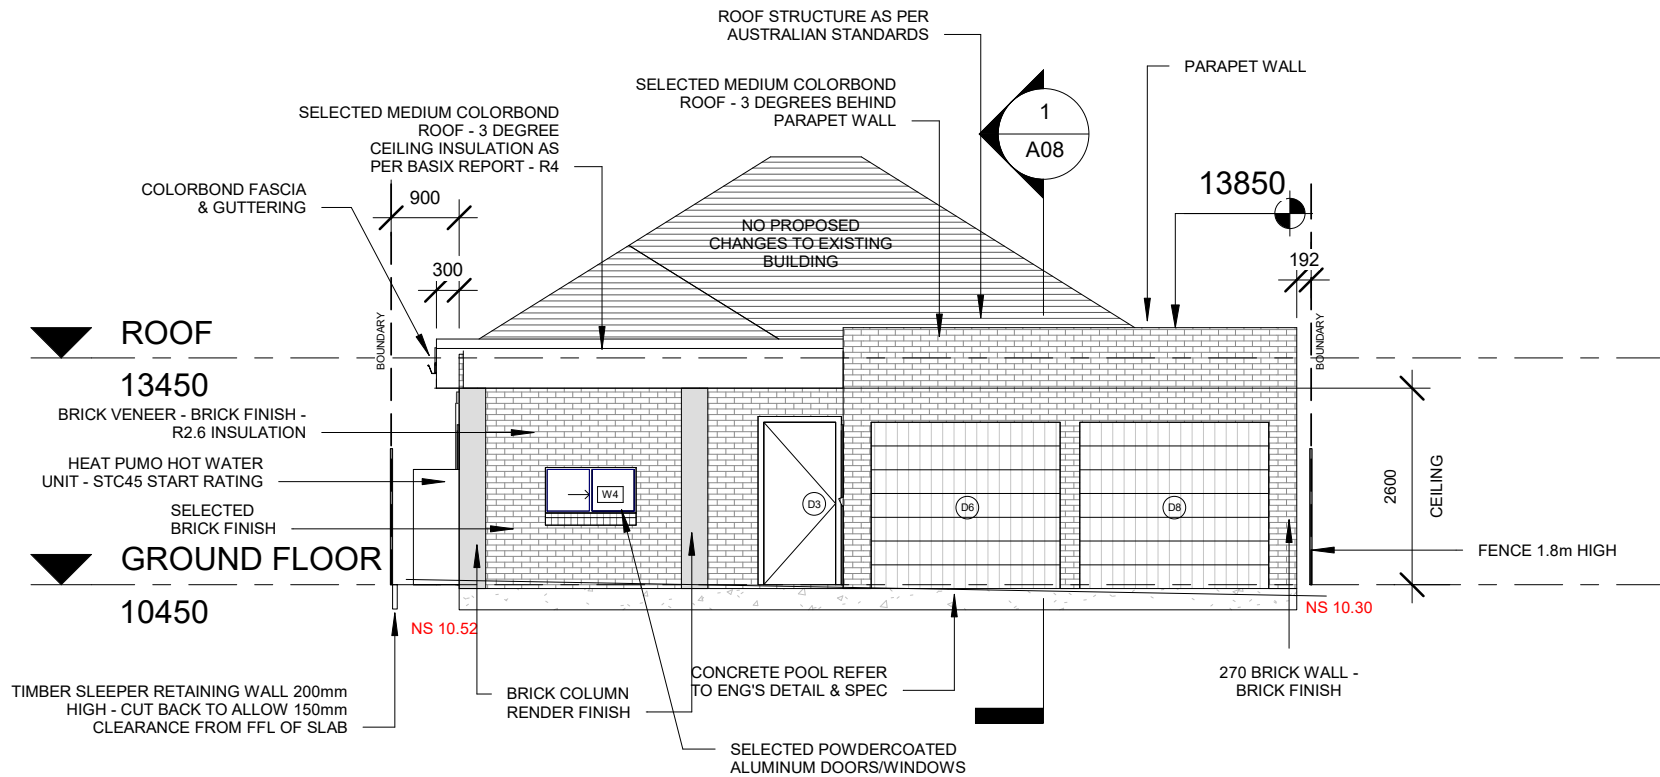 ROOF STRUCTURE AS PER
AUSTRALIAN STANDARDS
PARAPET WALL
SELECTED MEDIUM COLORBOND
ROOF - 3 DEGREES BEHIND
PARAPET WALL
1
A08
SELECTED MEDIUM COLORBOND
ROOF - 3 DEGREE
CEILING INSULATION AS
PER BASIX REPORT - R4
13850
COLORBOND FASCIA
& GUTTERING
900
NO PROPOSED
CHANGES TO EXISTING
BUILDING
300
192
BOUNDARY
BOUNDARY
ROOF
13450
BRICK VENEER - BRICK FINISH -
R2.6 INSULATION
HEAT PUMO HOT WATER
UNIT - STC45 START RATING
SELECTED
BRICK FINISH
W4
D3
D6
D8
2600
CEILING
GROUND FLOOR
10450
FENCE 1.8m HIGH
NS 10.52
NS 10.30
TIMBER SLEEPER RETAINING WALL 200mm
HIGH - CUT BACK TO ALLOW 150mm
CLEARANCE FROM FFL OF SLAB
BRICK COLUMN
RENDER FINISH
CONCRETE POOL REFER
TO ENG'S DETAIL & SPEC
270 BRICK WALL -
BRICK FINISH
SELECTED POWDERCOATED
ALUMINUM DOORS/WINDOWS